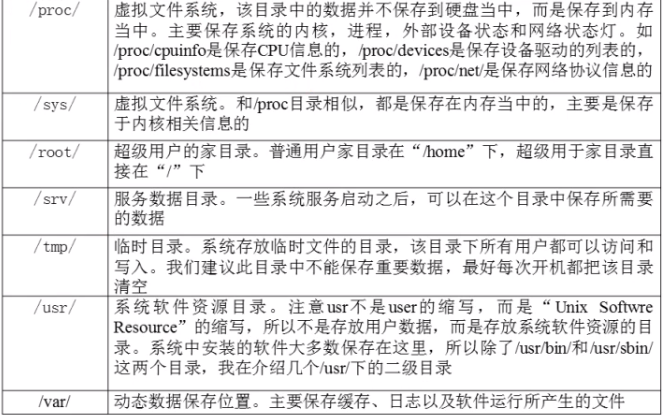 /proc/ 虚拟文件系统，该目录中的数据并不保存到硬盘当中，而是保存到内存
当中。主要保存系统的内核，进程，外部设备状态和网络状态灯。如
/proc/cpuinfo是保存CPU信息的，/proc/devices是保存设备驱动的列表的，
/proc/filesystems是保存文件系统列表的，/proc/net/是保存网络协议信息的
/sys/ 虚拟文件系统。和/proc目录相似，都是保存在内存当中的，主要是保存
于内核相关信息的
/root/ 超级用户的家目录。普通用户家目录在“/home”下，超级用于家目录直
接在“/”下
/srv/ 服务数据目录。一些系统服务启动之后，可以在这个目录中保存所需要
的数据
/tmp/ 临时目录。系统存放临时文件的目录，该目录下所有用户都可以访问和
写入。我们建议此目录中不能保存重要数据，最好每次开机都把该目录
清空
/usr/ 系统软件资源目录。注意usr不是user的缩写，而是“Unix Softwre
Resource”的缩写，所以不是存放用户数据，而是存放系统软件资源的目
录。系统中安装的软件大多数保存在这里，所以除了/usr/bin/和/usr/sbin/
这两个目录，我在介绍几个/usr/下的二级目录
/var/ 动态数据保存位置。主要保存缓存、日志以及软件运行所产生的文件